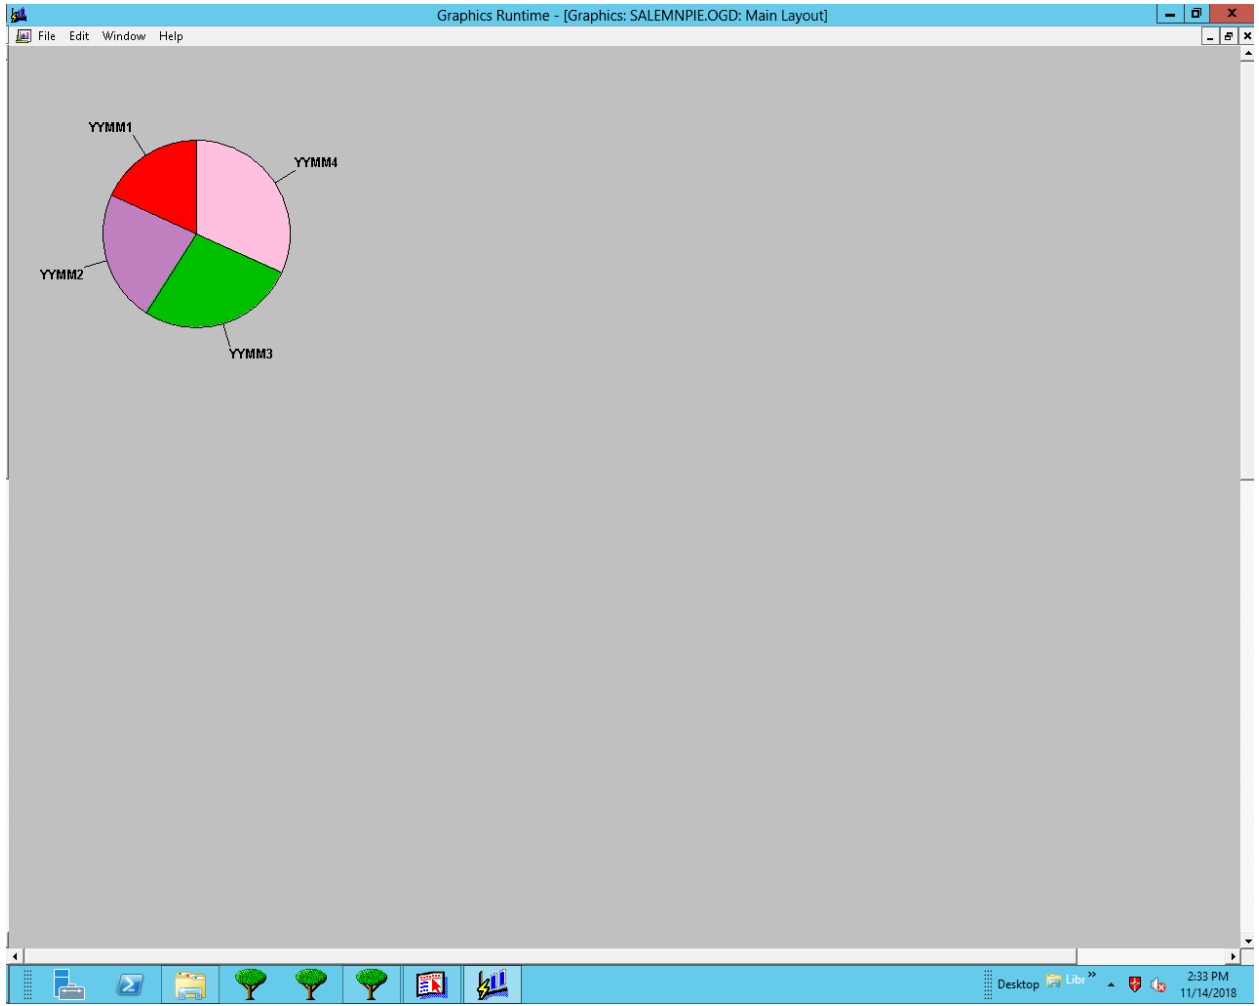 Graphics Runtime - [Graphics: SALEMNPIE.OGD: Main Layout]
File Edit Window Help
YYMM1
YYMM4
YYMM2
YYMM3
Desktop Libr »
2:33 PM
11/14/2018